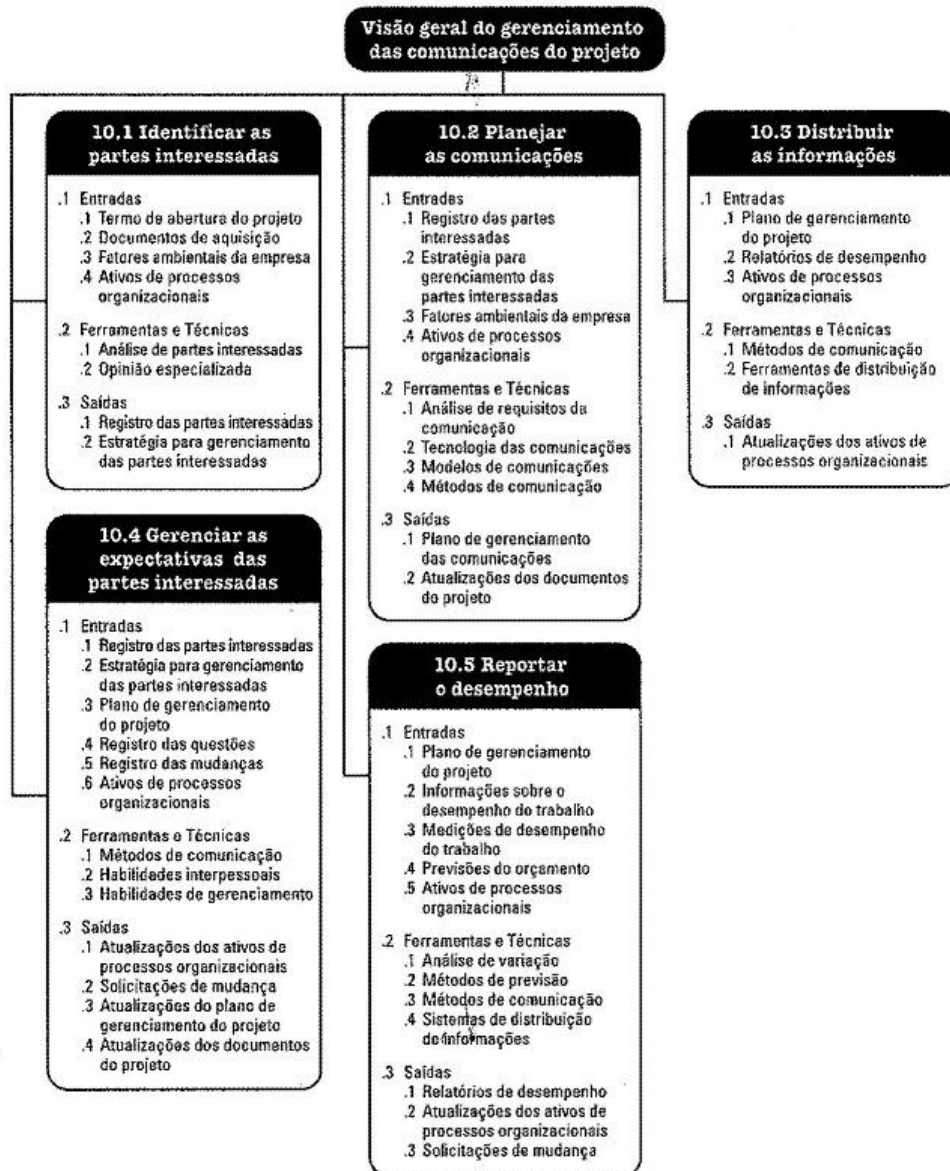 Visão geral do gerenciamento
das comunicações do projeto
10.1 Identificar as
partes interessadas
.1 Entradas
.1 Termo de abertura do projeto
.2 Documentos de aquisição
.3 Fatores ambientais da empresa
.4 Ativos de processos
organizacionais
.2 Ferramentas e Técnicas
.1 Análise de partes interessadas
.2 Opinião especializada
.3 Saídas
.1 Registro das partes interessadas
.2 Estratégia para gerenciamento
das partes interessadas
10.2 Planejar
as comunicações
.1 Entradas
.1 Registro das partes
interessadas
.2 Estratégia para
gerenciamento das
partes interessadas
.3 Fatores ambientais da empresa
.4 Ativos de processos
organizacionais
.2 Ferramentas e Técnicas
.1 Análise de requisitos da
comunicação
.2 Tecnologia das comunicações
.3 Modelos de comunicações
.4 Métodos de comunicação
.3 Saídas
.1 Plano de gerenciamento
das comunicações
.2 Atualizações dos documentos
do projeto
10.3 Distribuir
as informações
.1 Entradas
.1 Plano de gerenciamento
do projeto
.2 Relatórios de desempenho
.3 Ativos de processos
organizacionais
.2 Ferramentas e Técnicas
.1 Métodos de comunicação
.2 Ferramentas de distribuição
de informações
.3 Saídas
.1 Atualizações dos ativos de
processos organizacionais
10.4 Gerenciar as
expectativas das
partes interessadas
.1 Entradas
.1 Registro das partes interessadas
.2 Estratégia para gerenciamento
das partes interessadas
.3 Plano de gerenciamento
do projeto
.4 Registro das questões
.5 Registro das mudanças
.6 Ativos de processos
organizacionais
.2 Ferramentas e Técnicas
.1 Métodos de comunicação
.2 Habilidades interpessoais
.3 Habilidades de gerenciamento
.3 Saídas
.1 Atualizações dos ativos de
processos organizacionais
.2 Solicitações de mudança
.3 Atualizações do plano de
gerenciamento do projeto
.4 Atualizações dos documentos
do projeto
10.5 Reportar
o desempenho
.1 Entradas
.1 Plano de gerenciamento
do projeto
.2 Informações sobre o
desempenho do trabalho
.3 Medições de desempenho
do trabalho
.4 Previsões do orçamento
.5 Ativos de processos
organizacionais
.2 Ferramentas e Técnicas
.1 Análise de variação
.2 Métodos de previsão
.3 Métodos de comunicação
.4 Sistemas de distribuição
de informações
.3 Saídas
.1 Relatórios de desempenho
.2 Atualizações dos ativos de
processos organizacionais
.3 Solicitações de mudança